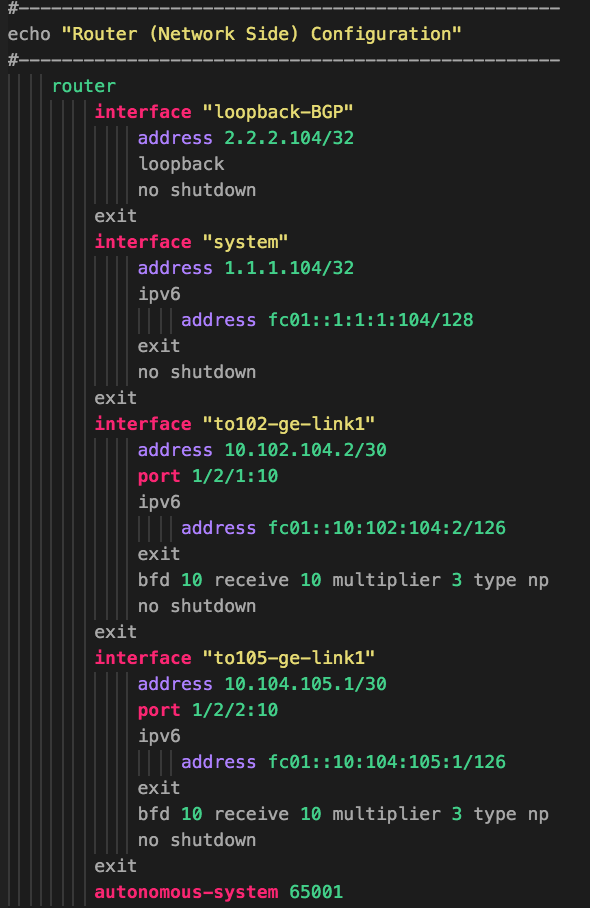 #--------------------------------------------------
echo "Router (Network Side) Configuration"
#--------------------------------------------------
    router
        interface "loopback-BGP"
            address 2.2.2.104/32
            loopback
            no shutdown
        exit
        interface "system"
            address 1.1.1.104/32
            ipv6
                address fc01::1:1:1:104/128
            exit
            no shutdown
        exit
        interface "to102-ge-link1"
            address 10.102.104.2/30
            port 1/2/1:10
            ipv6
                address fc01::10:102:104:2/126
            exit
            bfd 10 receive 10 multiplier 3 type np
            no shutdown
        exit
        interface "to105-ge-link1"
            address 10.104.105.1/30
            port 1/2/2:10
            ipv6
                address fc01::10:104:105:1/126
            exit
            bfd 10 receive 10 multiplier 3 type np
            no shutdown
        exit
        autonomous-system 65001